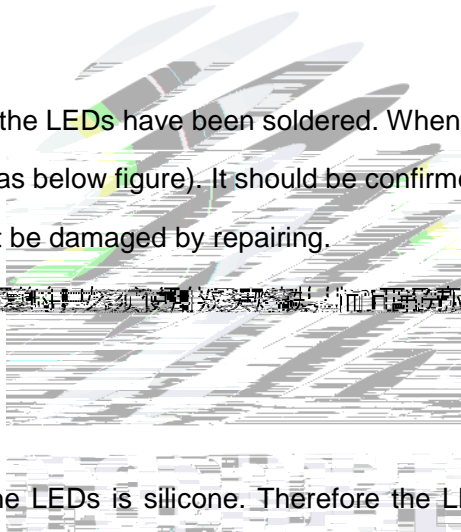 the LEDs have been soldered. When
as below figure). It should be confirme
be damaged by repairing.
he LEDs is silicone. Therefore the L